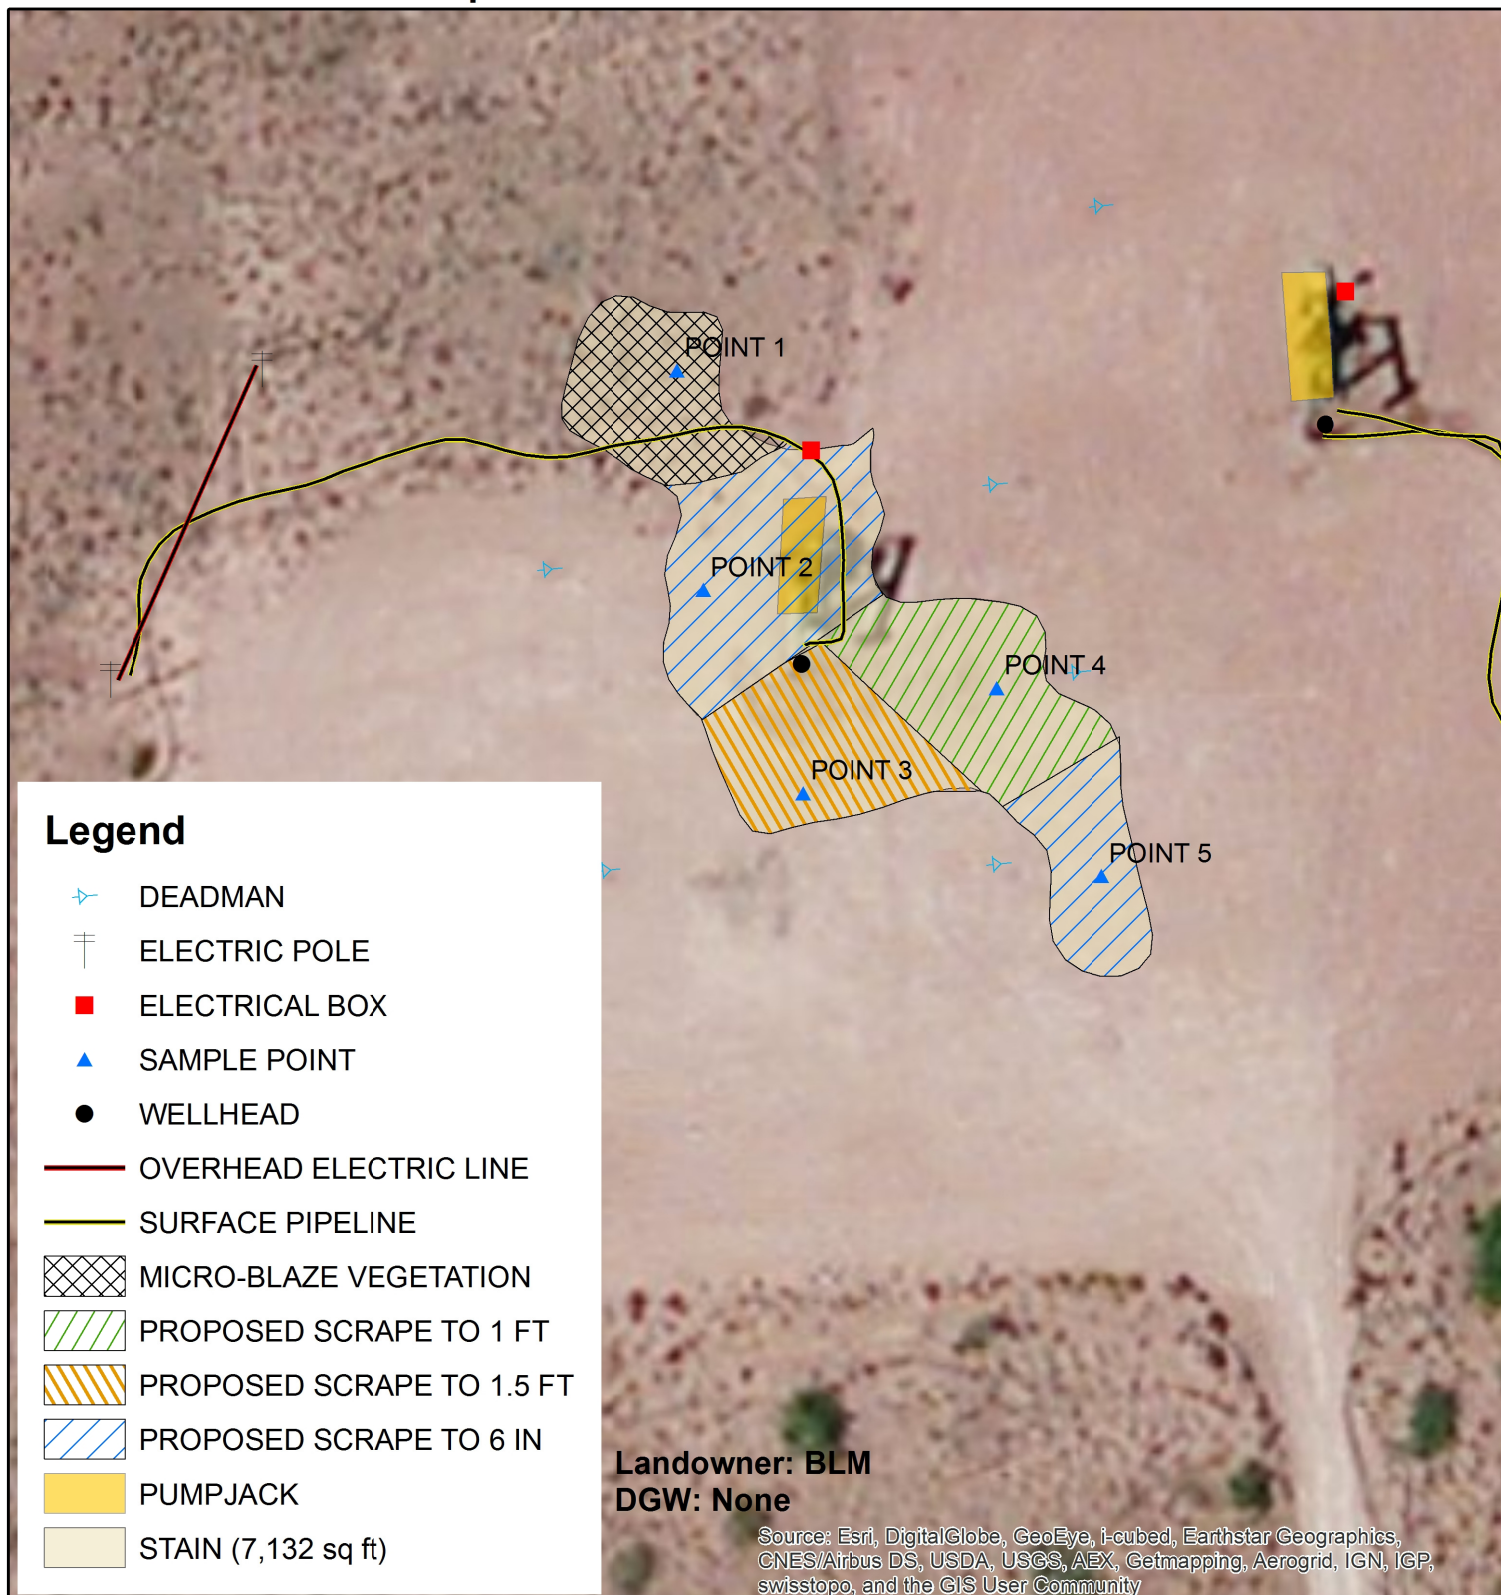 POINT 1
POINT 2
POINT 4
POINT 3
POINT 5
Legend
DEADMAN
ELECTRIC POLE
ELECTRICAL BOX
SAMPLE POINT
WELLHEAD
OVERHEAD ELECTRIC LINE
SURFACE PIPELINE
MICRO-BLAZE VEGETATION
PROPOSED SCRAPE TO 1 FT
PROPOSED SCRAPE TO 1.5 FT
PROPOSED SCRAPE TO 6 IN
PUMPJACK
STAIN (7,132 sq ft)
Landowner: BLM
DGW: None
Source: Esri, DigitalGlobe, GeoEye, i-cubed, Earthstar Geographics,
CNES/Airbus DS, USDA, USGS, AEX, Getmapping, Aerogrid, IGN, IGP,
swisstopo, and the GIS User Community